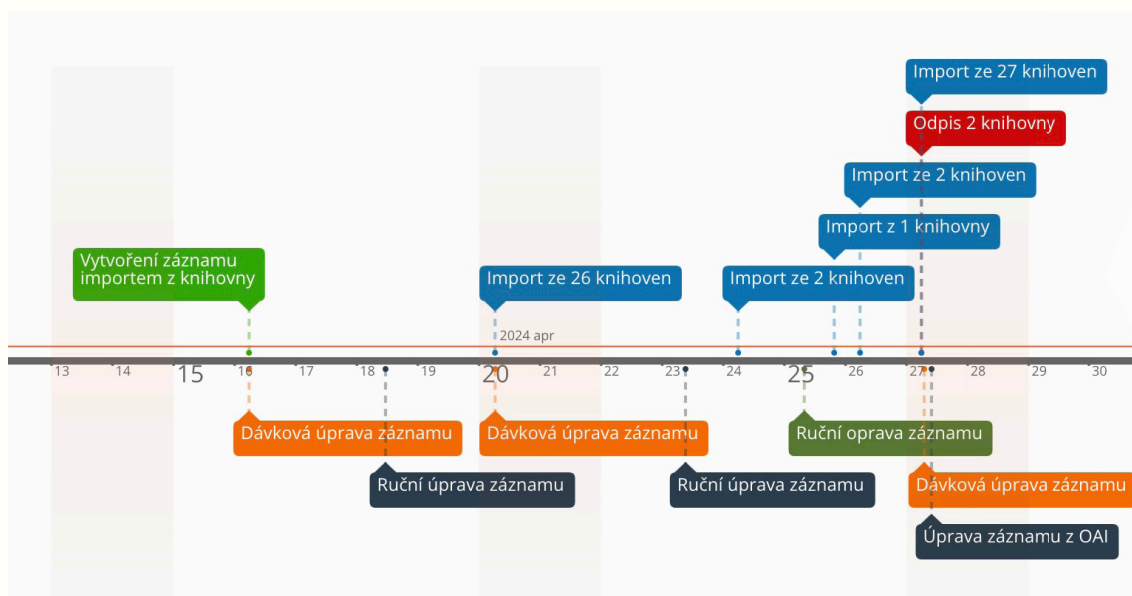 Import ze 27 knihoven
Odpis 2 knihovny
Import ze 2 knihoven
Import z 1 knihovny
Vytvoření záznamu
importem z knihovny
Import ze 26 knihoven
Import ze 2 knihoven
2024 apr
13 14 15 16 17 18 19 20 21 22 23 24 25 26 27 28 29 30
Dávková úprava záznamu
Dávková úprava záznamu
Ruční oprava záznamu
Ruční úprava záznamu
Ruční úprava záznamu
Dávková úprava záznamu
Úprava záznamu z OAI